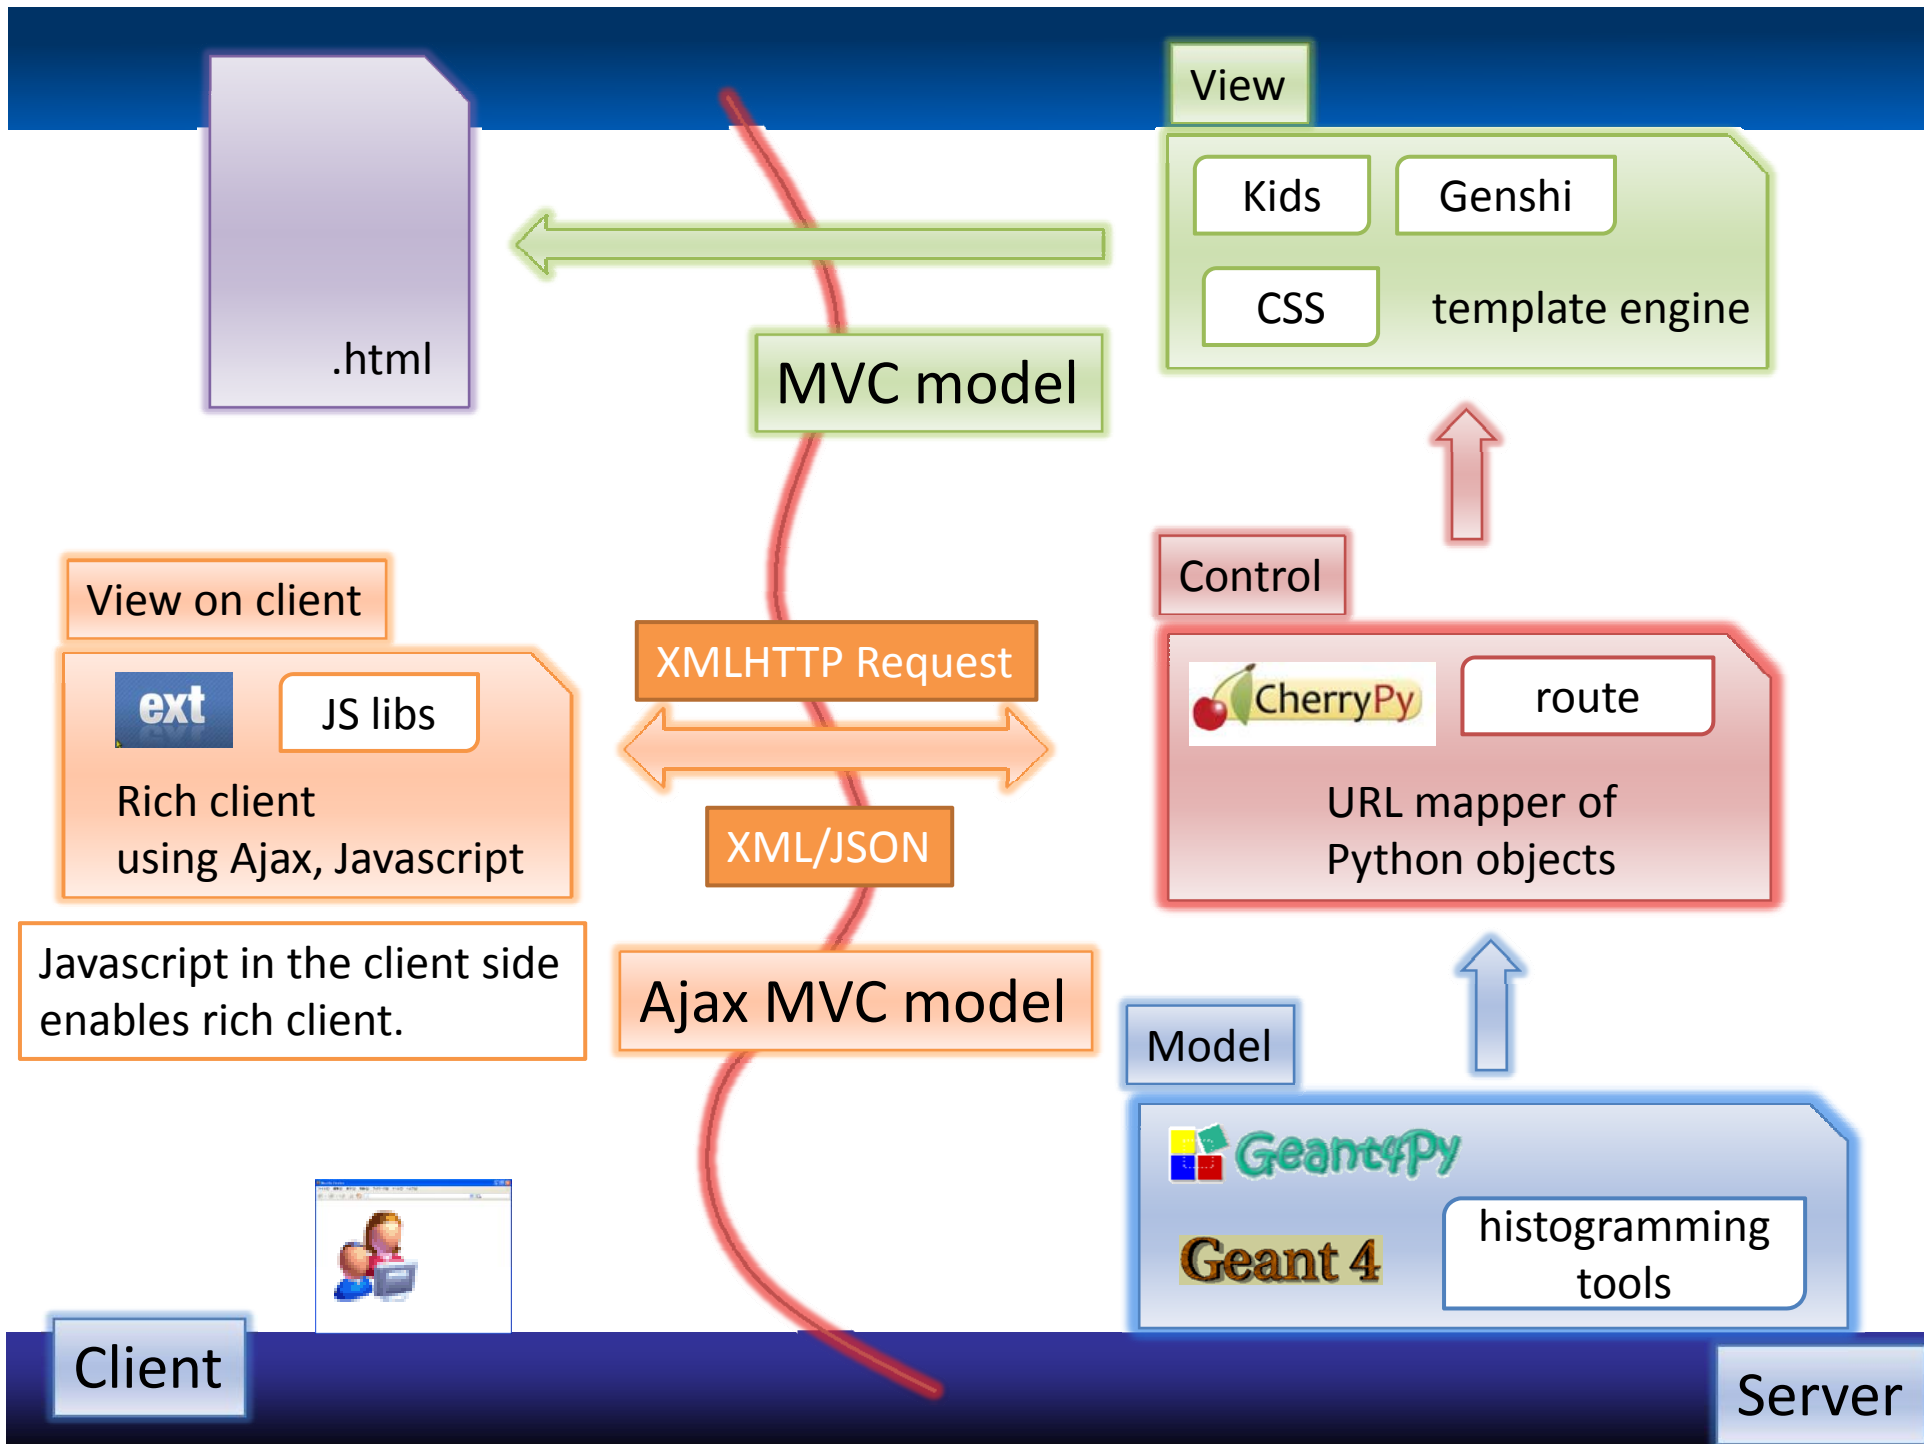 View
Kids
Genshi
CSS
template engine
.html
MVC model
Control
View on client
XMLHTTP Request
ext
JS libs
CherryPy
route
Rich client
using Ajax, Javascript
XML/JSON
URL mapper of
Python objects
Javascript in the client side
enables rich client.
Ajax MVC model
Model
Geant4Py
Geant 4
histogramming
tools
Client
Server